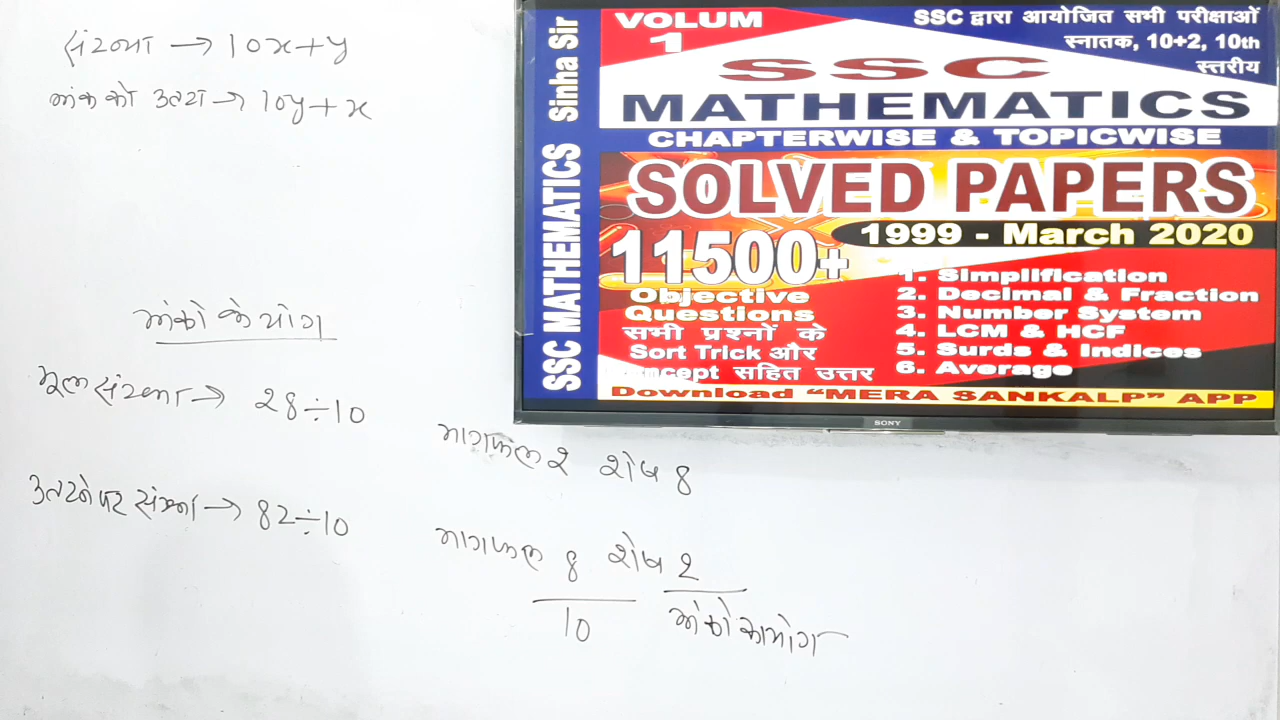 संख्या → 10x+y
अंक को उलटा → 10y+x
अंको के योग
मूल संख्या → 28÷10
भागफल 2 शेष 8
उलटने पर संख्या → 82÷10
भागफल 8 शेष 2
10 अंको का योग
SSC MATHEMATICS Sinha Sir
VOLUM
1
SSC द्वारा आयोजित सभी परीक्षाओं
स्नातक, 10+2, 10th
स्तरीय
SSC
MATHEMATICS
CHAPTERWISE & TOPICWISE
SOLVED PAPERS
1999 - March 2020
11500+
Objective
Questions
सभी प्रश्नों के
Sort Trick और
oncept सहित उत्तर
1. Simplification
2. Decimal & Fraction
3. Number System
4. LCM & HCF
5. Surds & Indices
6. Average
Download “MERA SANKALP” APP
SONY